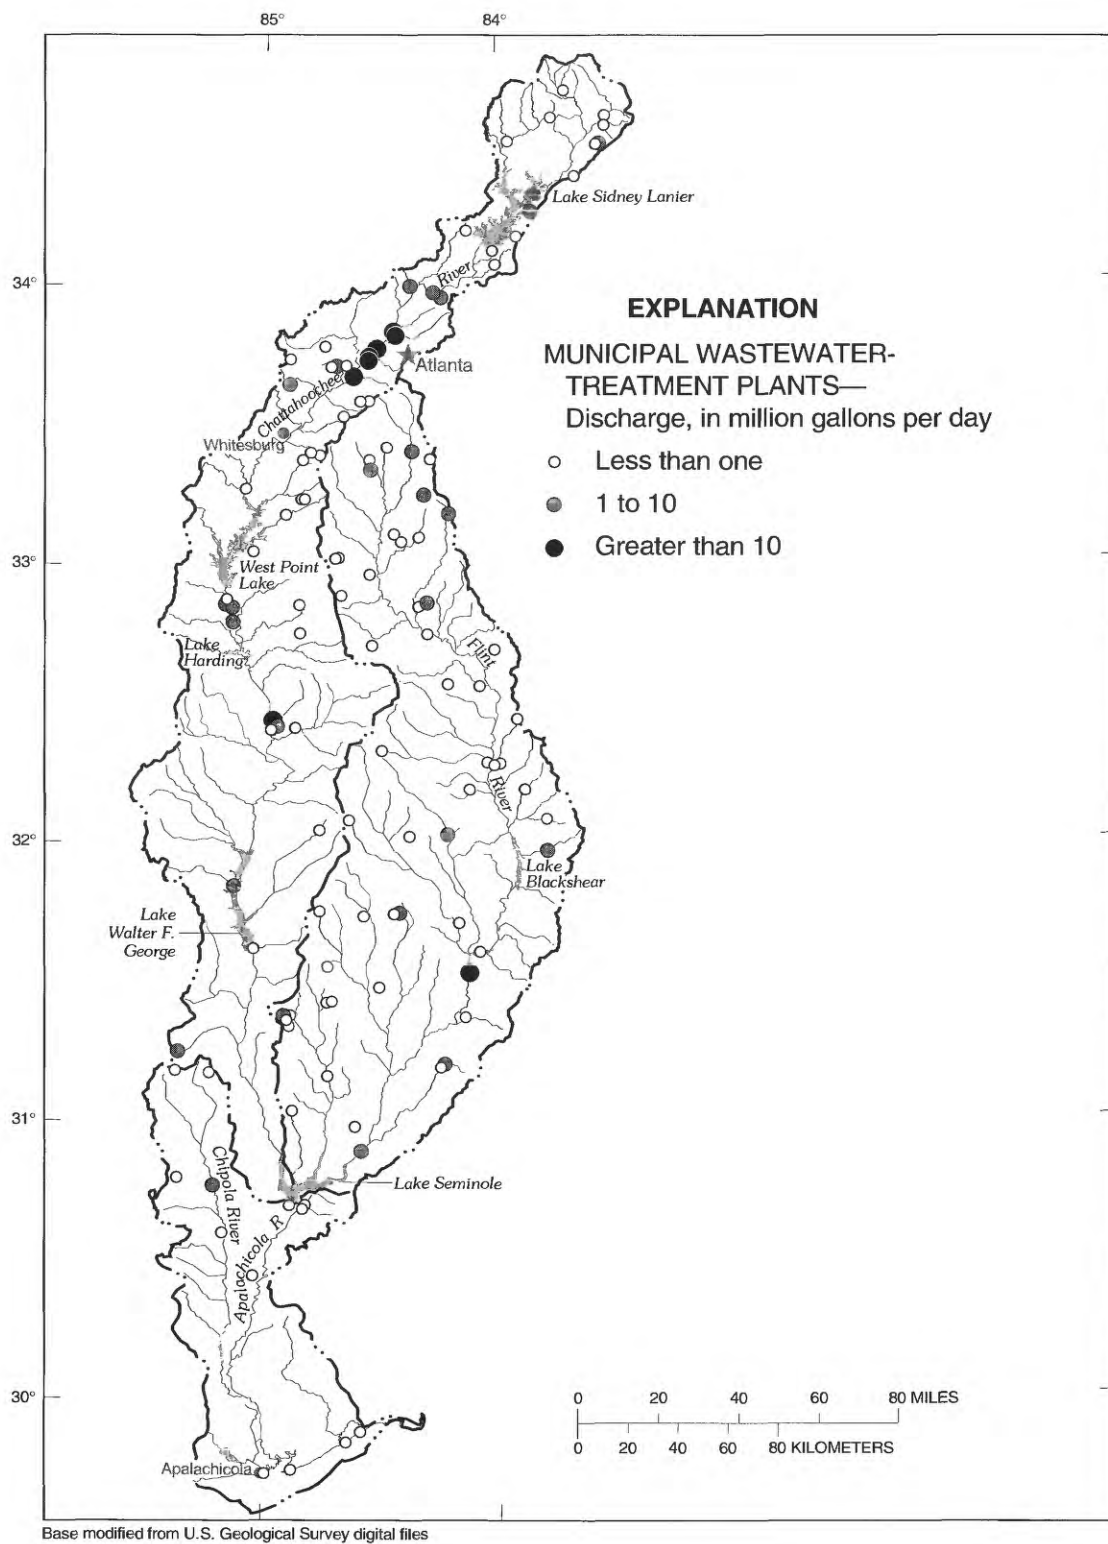 85°
84°
Lake Sidney Lanier
34°
River
EXPLANATION
MUNICIPAL WASTEWATER-
TREATMENT PLANTS—
Discharge, in million gallons per day
Less than one
1 to 10
Greater than 10
Atlanta
Chattahoochee
Whitesburg
33°
West Point
Lake
Lake
Harding
Flint
River
32°
Lake
Blackshear
Lake
Walter F.
George
31°
Chipola River
Lake Seminole
Apalachicola R
30°
0 20 40 60 80 MILES
0 20 40 60 80 KILOMETERS
Apalachicola
Base modified from U.S. Geological Survey digital files